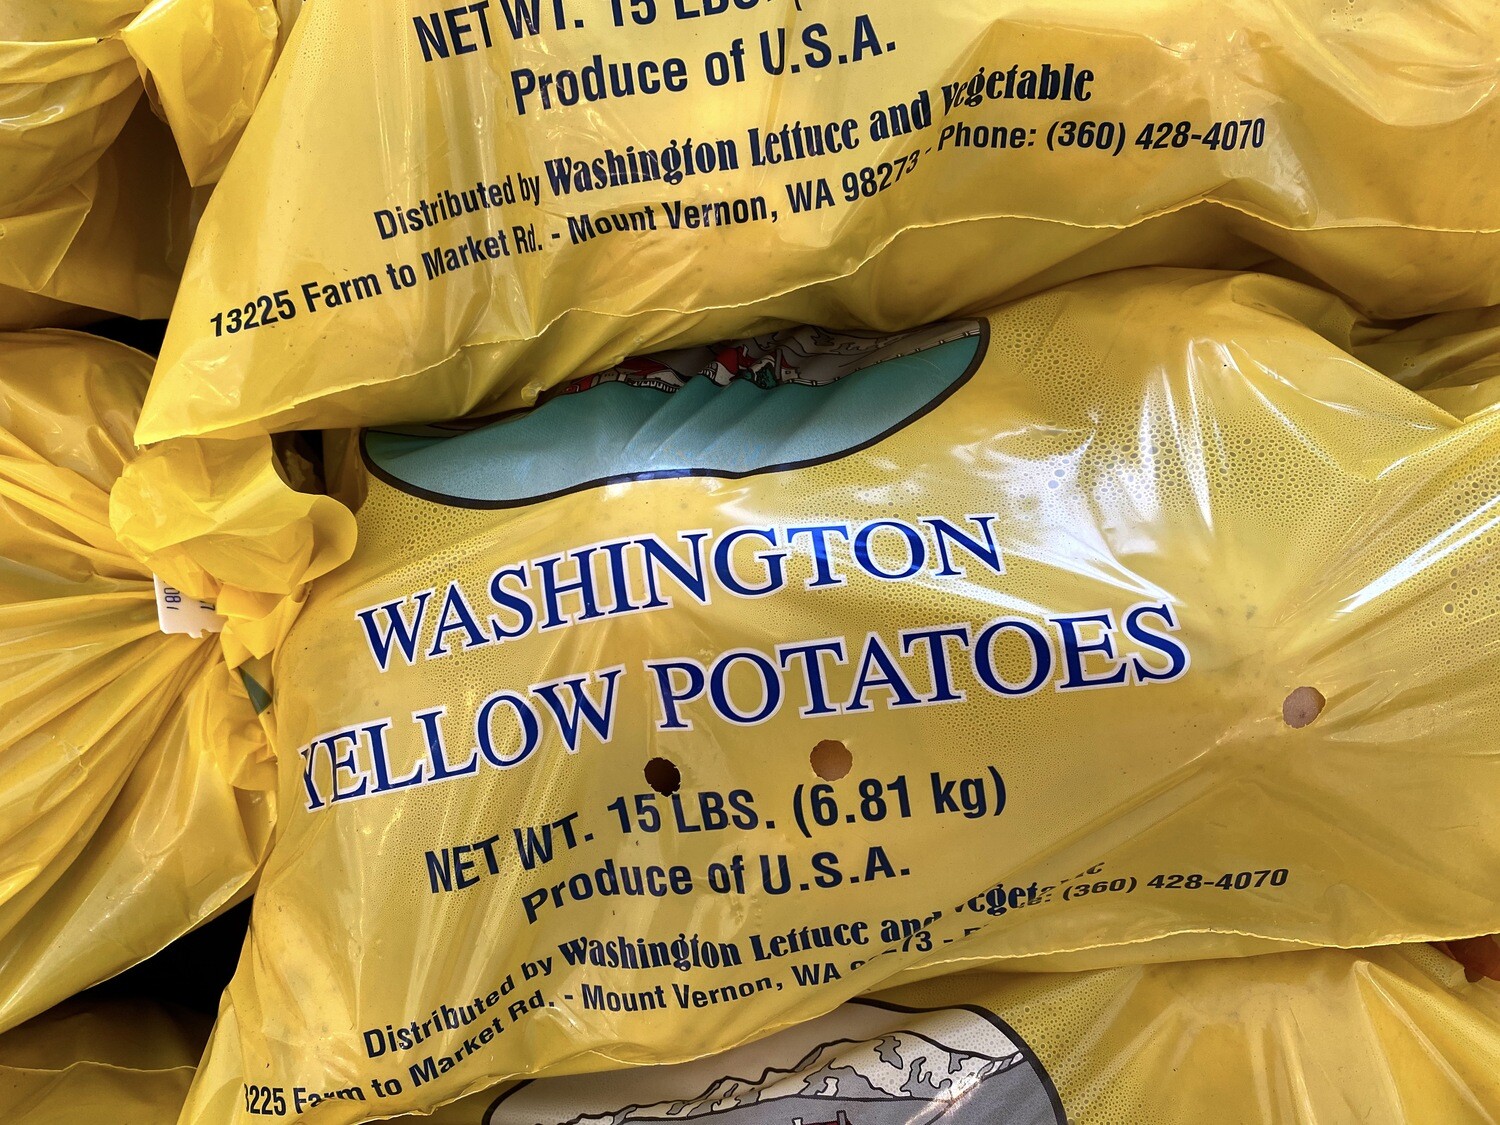 NET WT. 15 LBS.
Produce of U.S.A.
Distributed by Washington Lettuce and Vegetable
13225 Farm to Market Rd. - Mount Vernon, WA 98273 - Phone: (360) 428-4070
WASHINGTON
YELLOW POTATOES
NET WT. 15 LBS. (6.81 kg)
Produce of U.S.A.
Distributed by Washington Lettuce and
Farm to Market Rd. - Mount Vernon, WA (360) 428-4070